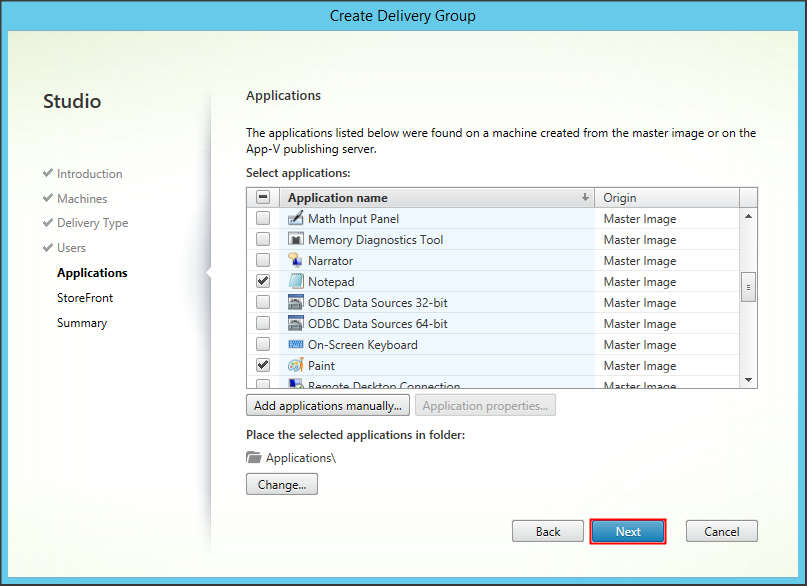 Create Delivery Group
Studio
Introduction
Machines
Delivery Type
Users
Applications
StoreFront
Summary
Applications
The applications listed below were found on a machine created from the master image or on the
App-V publishing server.
Select applications:
Application name Origin
Math Input Panel Master Image
Memory Diagnostics Tool Master Image
Narrator Master Image
Notepad Master Image
ODBC Data Sources 32-bit Master Image
ODBC Data Sources 64-bit Master Image
On-Screen Keyboard Master Image
Paint Master Image
Remote Desktop Connection Master Image
Add applications manually... Application properties...
Place the selected applications in folder:
Applications\
Change...
Back Next Cancel